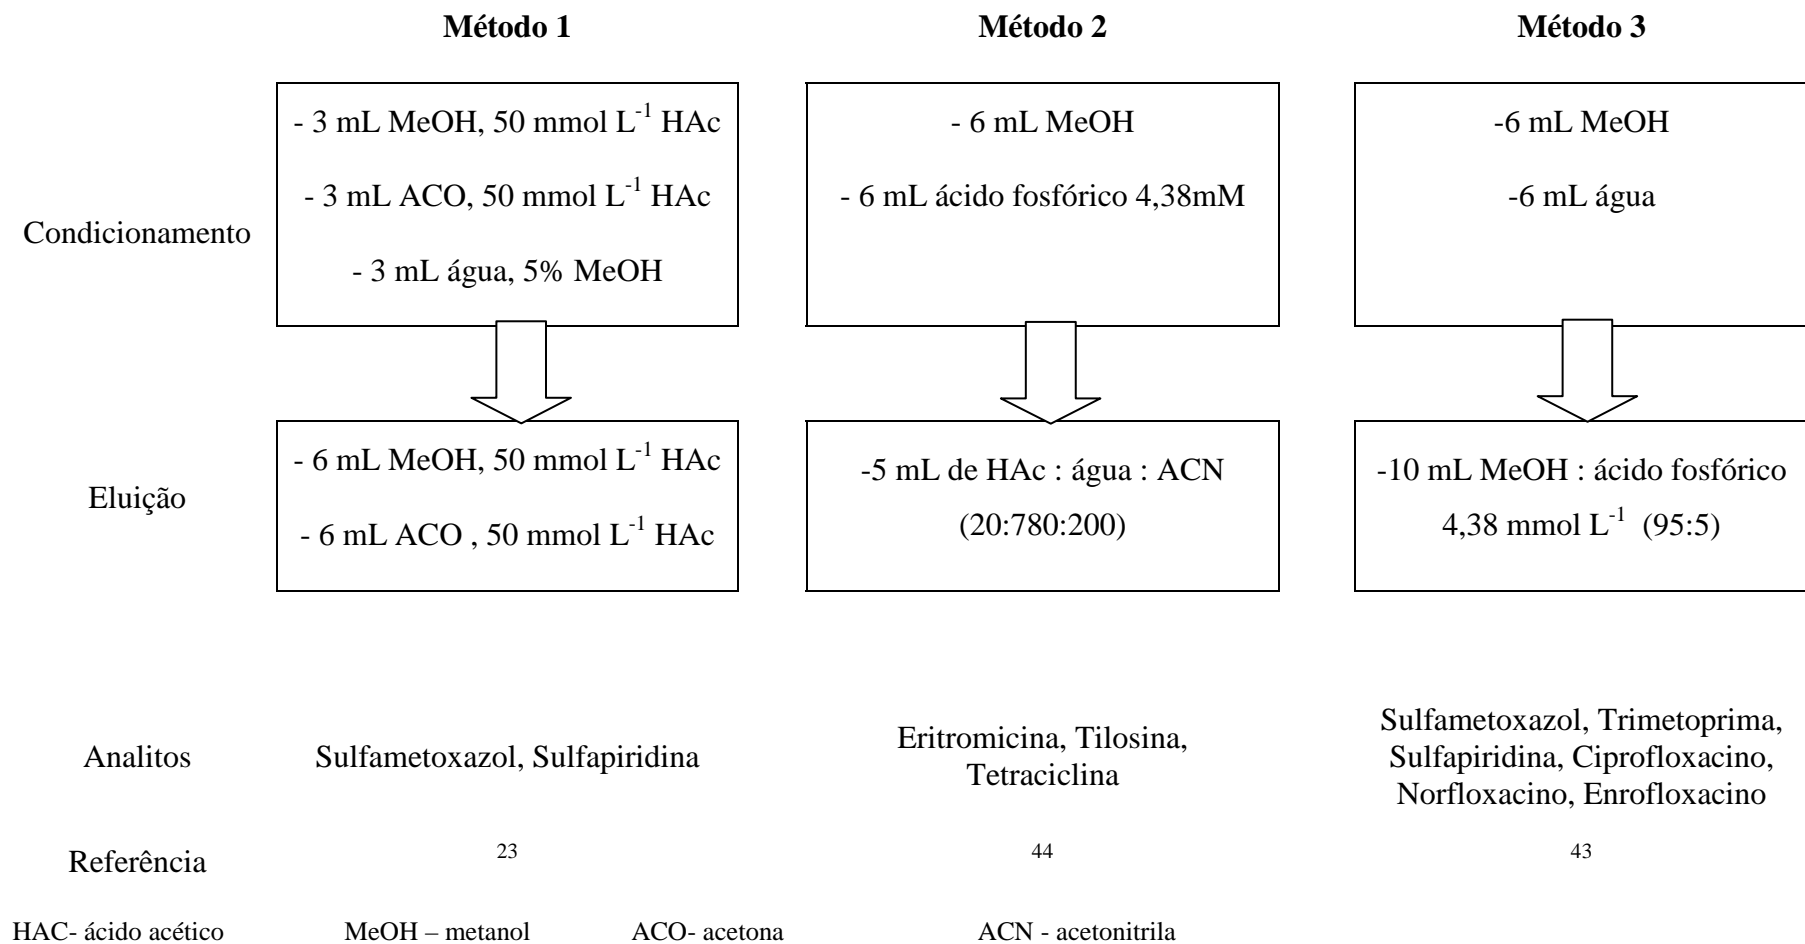 Método 1
Método 2
Método 3
Condicionamento
- 3 mL MeOH, 50 mmol L⁻¹ HAc
- 3 mL ACO, 50 mmol L⁻¹ HAc
- 3 mL água, 5% MeOH
- 6 mL MeOH
- 6 mL ácido fosfórico 4,38mM
-6 mL MeOH
-6 mL água
Eluição
- 6 mL MeOH, 50 mmol L⁻¹ HAc
- 6 mL ACO , 50 mmol L⁻¹ HAc
-5 mL de HAc : água : ACN
(20:780:200)
-10 mL MeOH : ácido fosfórico
4,38 mmol L⁻¹ (95:5)
Analitos
Sulfametoxazol, Sulfapiridina
Eritromicina, Tilosina,
Tetraciclina
Sulfametoxazol, Trimetoprima,
Sulfapiridina, Ciprofloxacino,
Norfloxacino, Enrofloxacino
Referência
23
44
43
HAC- ácido acético
MeOH – metanol
ACO- acetona
ACN - acetonitrila